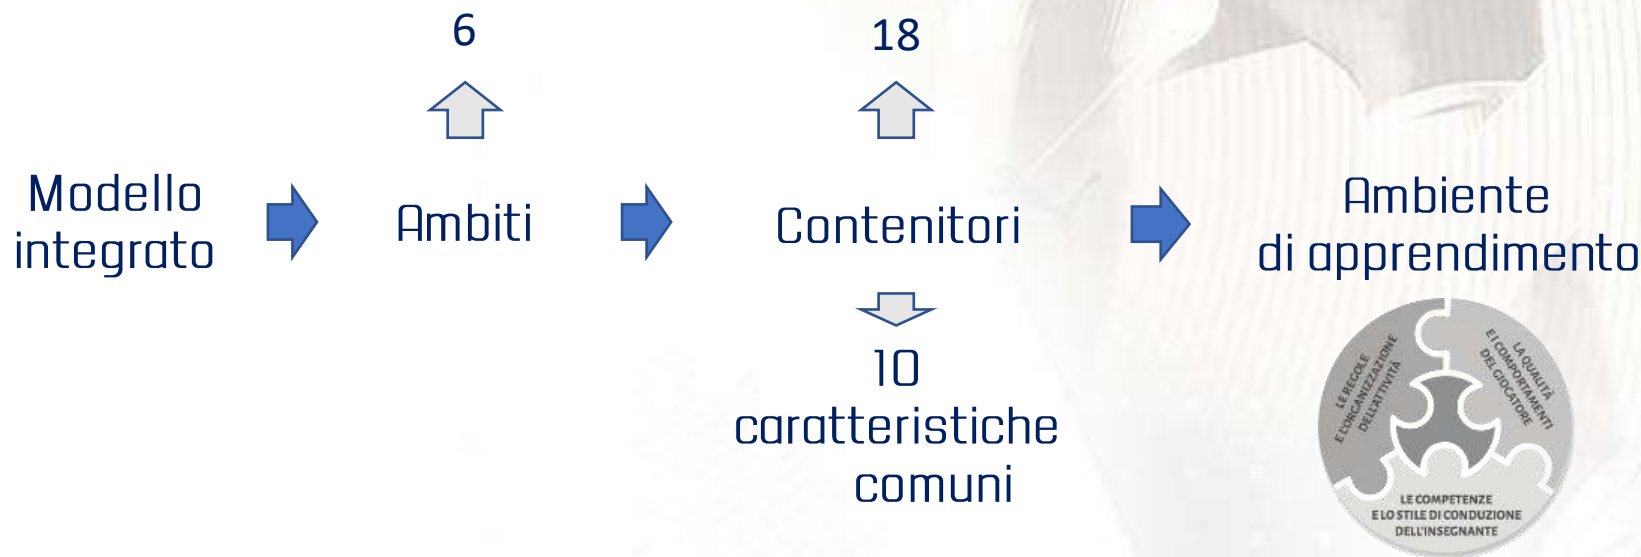 6
18
Modello
integrato
Ambiti
Contenitori
Ambiente
di apprendimento
10
caratteristiche
comuni
LE REGOLE
E L'ORGANIZZAZIONE
DELL'ATTIVITÀ
LA QUALITÀ
E I COMPORTAMENTI
DEL GIOCATORE
LE COMPETENZE
E LO STILE DI CONDUZIONE
DELL'INSEGNANTE